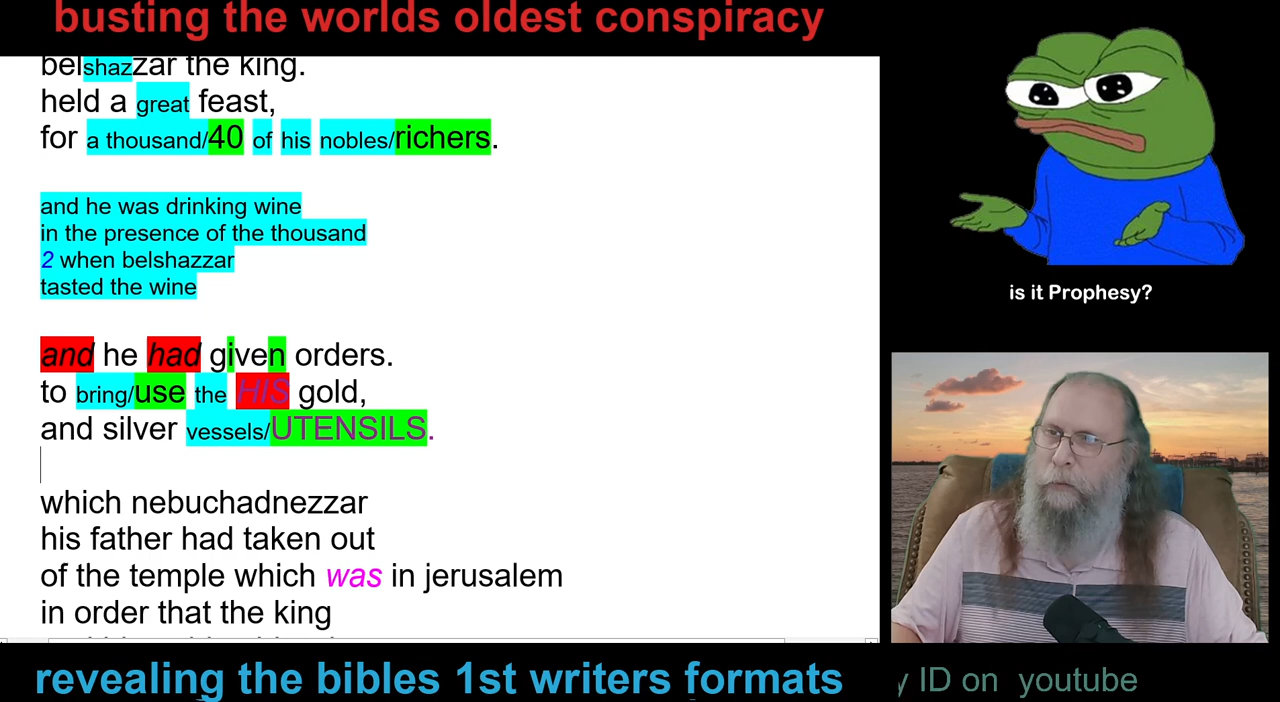 busting the worlds oldest conspiracy
belshazzar the king.
held a great feast,
for a thousand/40 of his nobles/richers.
and he was drinking wine
in the presence of the thousand
2 when belshazzar
tasted the wine
and he had given orders.
to bring/use the HIS gold,
and silver vessels/UTENSILS.
which nebuchadnezzar
his father had taken out
of the temple which was in jerusalem
in order that the king
is it Prophesy?
revealing the bibles 1st writers formats
y ID on youtube